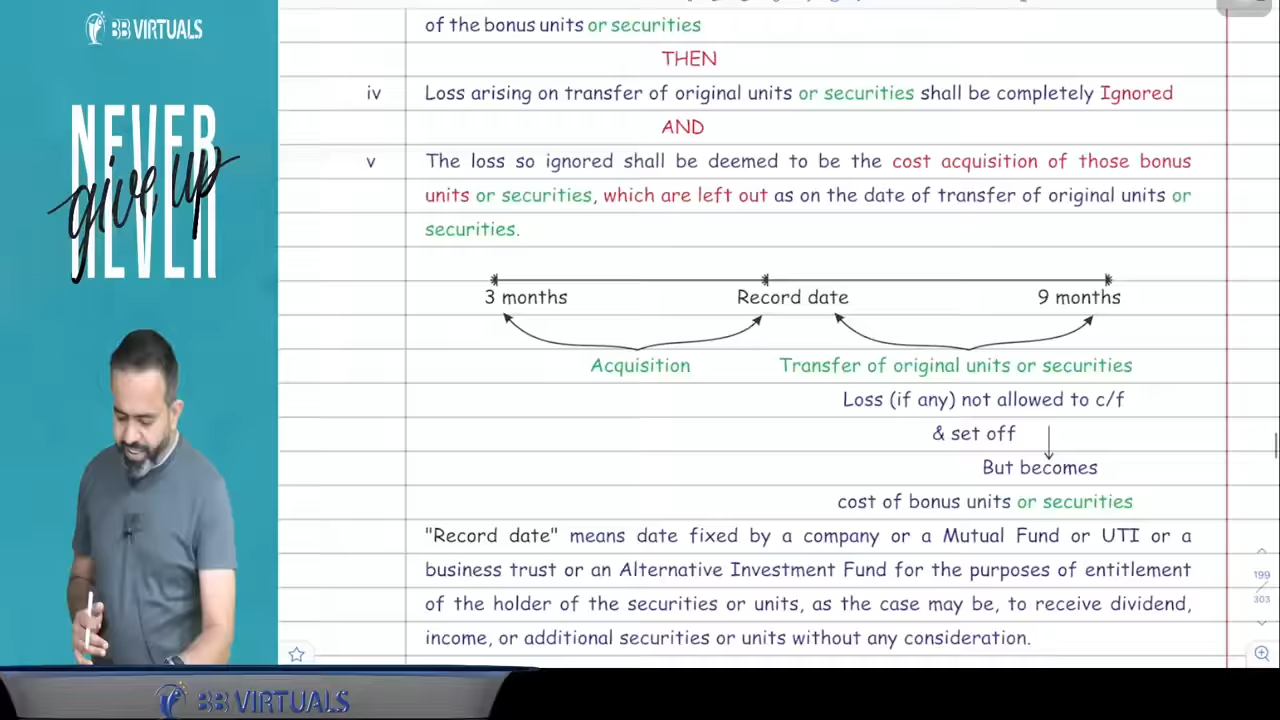 BB VIRTUALS
NEVER
give up
NEVER
of the bonus units or securities
THEN
iv Loss arising on transfer of original units or securities shall be completely Ignored
AND
v The loss so ignored shall be deemed to be the cost acquisition of those bonus
units or securities, which are left out as on the date of transfer of original units or
securities.
3 months Record date 9 months
Acquisition Transfer of original units or securities
Loss (if any) not allowed to c/f
& set off
But becomes
cost of bonus units or securities
"Record date" means date fixed by a company or a Mutual Fund or UTI or a
business trust or an Alternative Investment Fund for the purposes of entitlement
of the holder of the securities or units, as the case may be, to receive dividend,
income, or additional securities or units without any consideration.
199
303
BB VIRTUALS